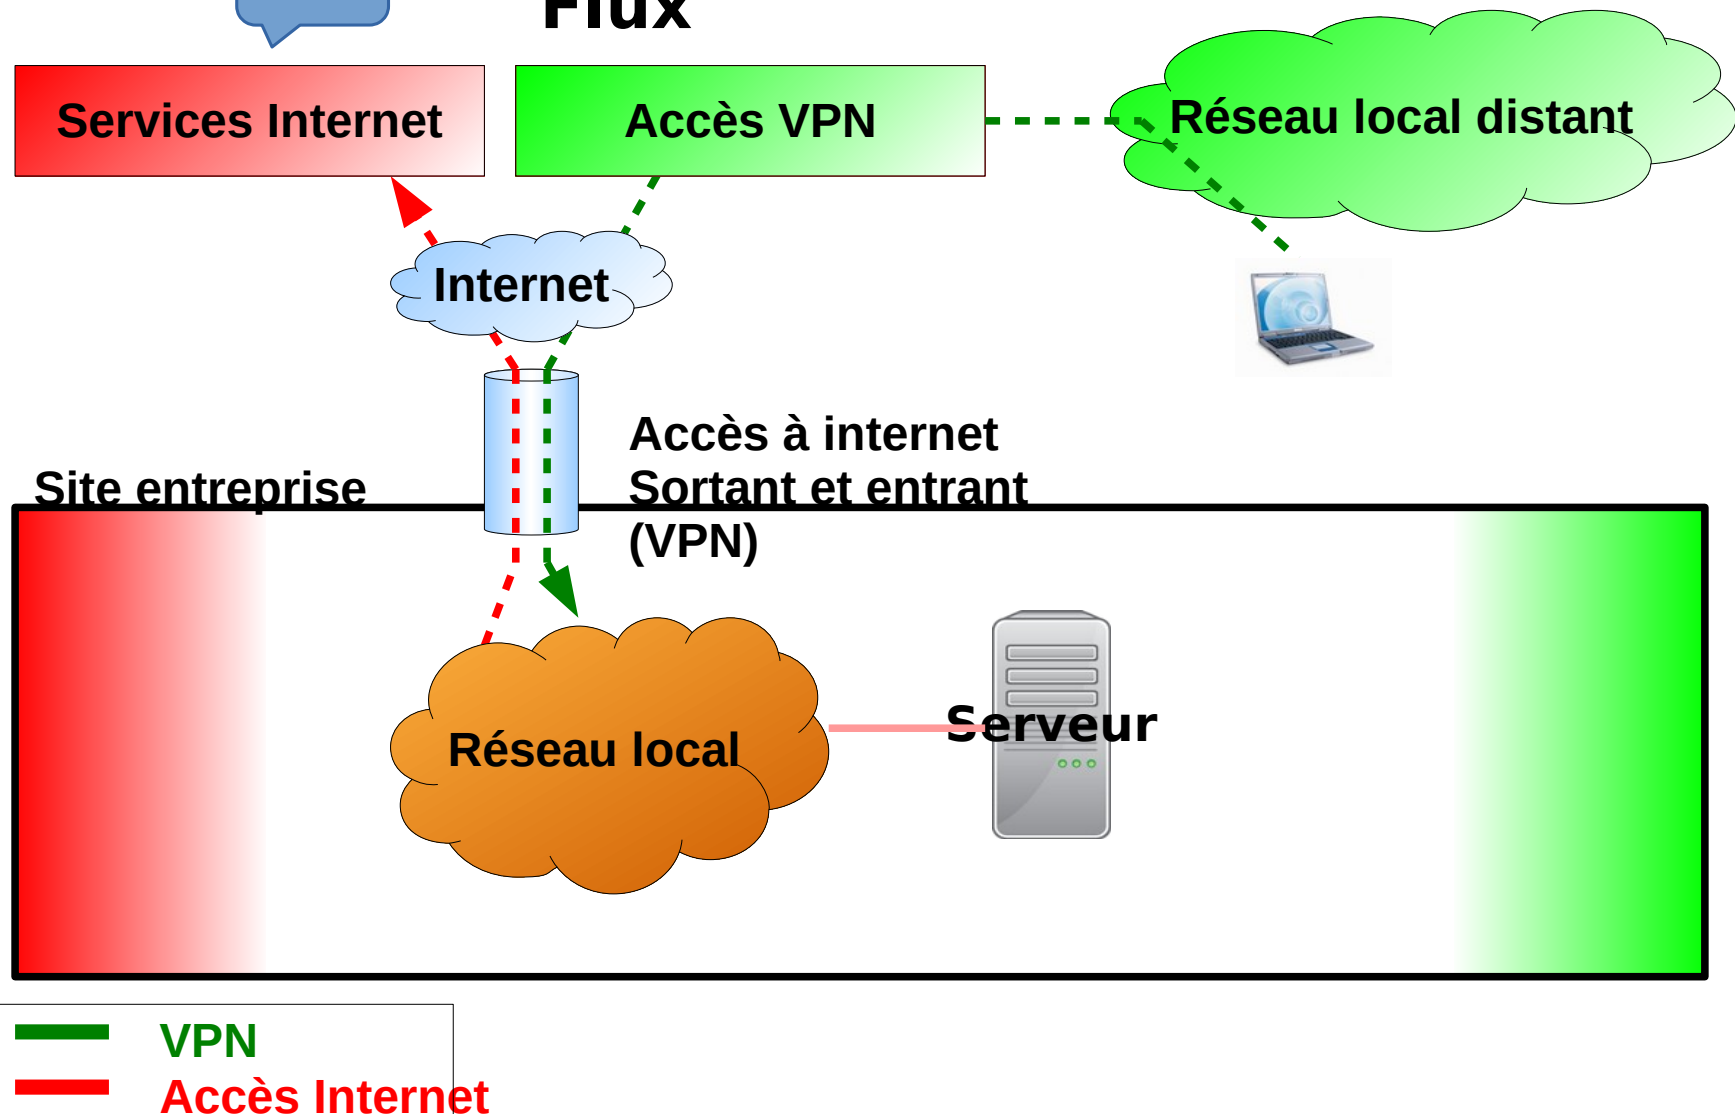 Flux
Services Internet
Accès VPN
Réseau local distant
Internet
Accès à internet
Sortant et entrant
(VPN)
Site entreprise
Réseau local
Serveur
VPN
Accès Internet